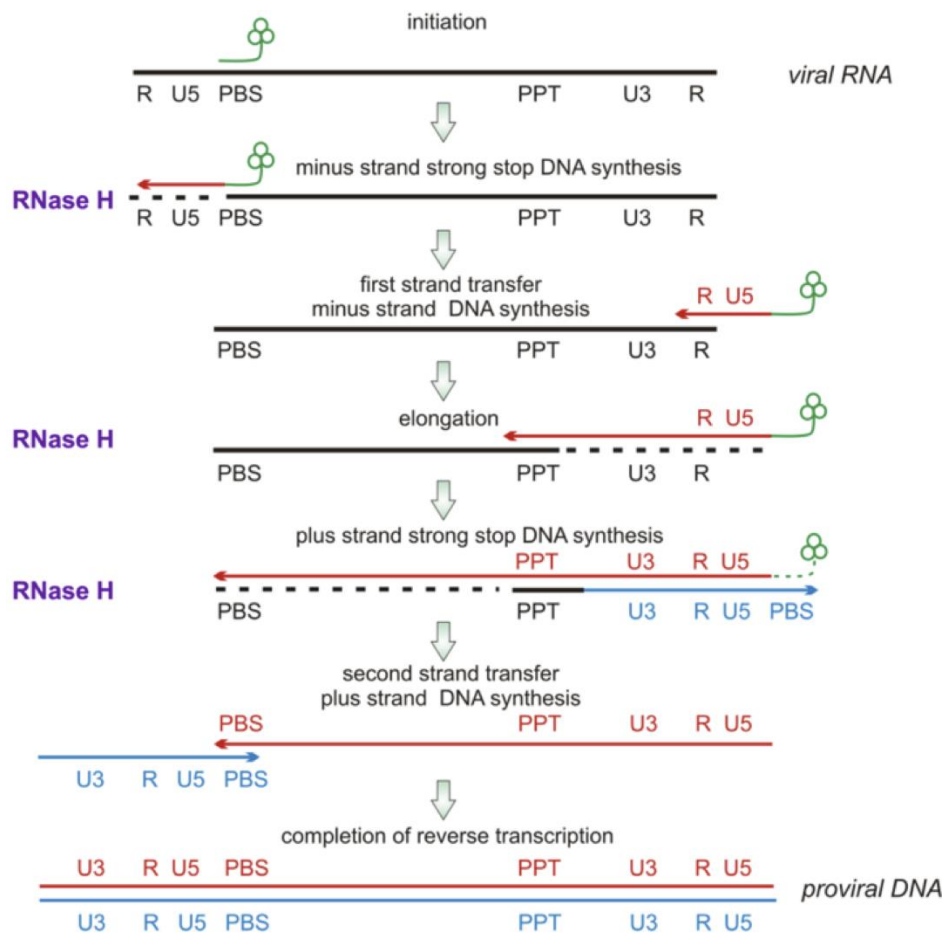 initiation
viral RNA
R U5 PBS PPT U3 R
minus strand strong stop DNA synthesis
RNase H
R U5 PBS PPT U3 R
first strand transfer
R U5
minus strand DNA synthesis
PBS PPT U3 R
elongation
R U5
RNase H
PBS PPT U3 R
plus strand strong stop DNA synthesis
PPT U3 R U5
RNase H
PBS PPT U3 R U5 PBS
second strand transfer
plus strand DNA synthesis
PBS PPT U3 R U5
U3 R U5 PBS
completion of reverse transcription
U3 R U5 PBS PPT U3 R U5
proviral DNA
U3 R U5 PBS PPT U3 R U5